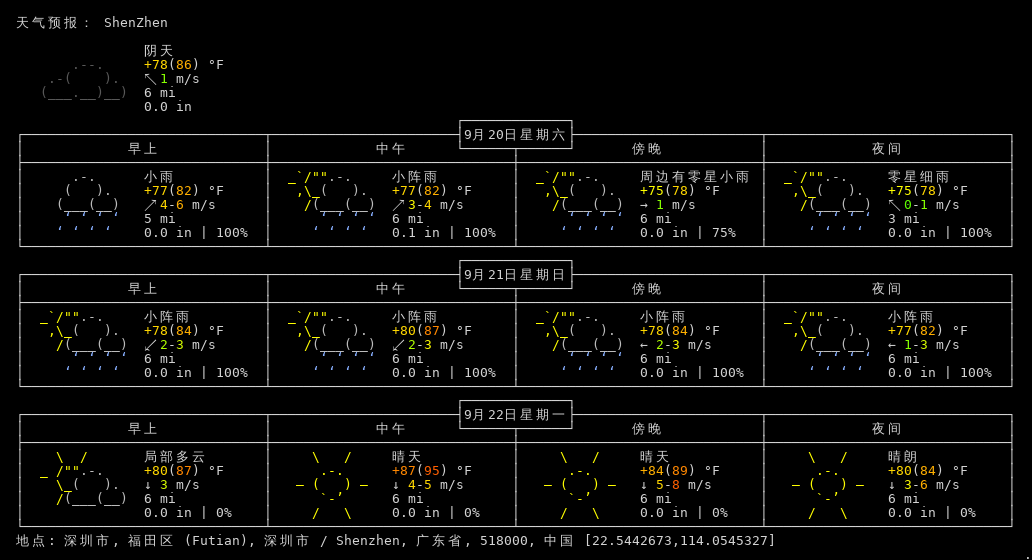 天气预报： ShenZhen
阴天
+78(86) °F
↖ 1 m/s
6 mi
0.0 in
9月20日星期六
早上 中午 傍晚 夜间
小雨 小阵雨 周边有零星小雨 零星细雨
+77(82) °F +77(82) °F +75(78) °F +75(78) °F
↗ 4-6 m/s ↗ 3-4 m/s → 1 m/s ↖ 0-1 m/s
5 mi 6 mi 6 mi 3 mi
0.0 in | 100% 0.1 in | 100% 0.0 in | 75% 0.0 in | 100%
9月21日星期日
早上 中午 傍晚 夜间
小阵雨 小阵雨 小阵雨 小阵雨
+78(84) °F +80(87) °F +78(84) °F +77(82) °F
↙ 2-3 m/s ↙ 2-3 m/s ← 2-3 m/s ← 1-3 m/s
6 mi 6 mi 6 mi 6 mi
0.0 in | 100% 0.0 in | 100% 0.0 in | 100% 0.0 in | 100%
9月22日星期一
早上 中午 傍晚 夜间
局部多云 晴天 晴天 晴朗
+80(87) °F +87(95) °F +84(89) °F +80(84) °F
↓ 3 m/s ↓ 4-5 m/s ↓ 5-8 m/s ↓ 3-6 m/s
6 mi 6 mi 6 mi 6 mi
0.0 in | 0% 0.0 in | 0% 0.0 in | 0% 0.0 in | 0%
地点: 深圳市, 福田区 (Futian), 深圳市 / Shenzhen, 广东省, 518000, 中国 [22.5442673,114.0545327]